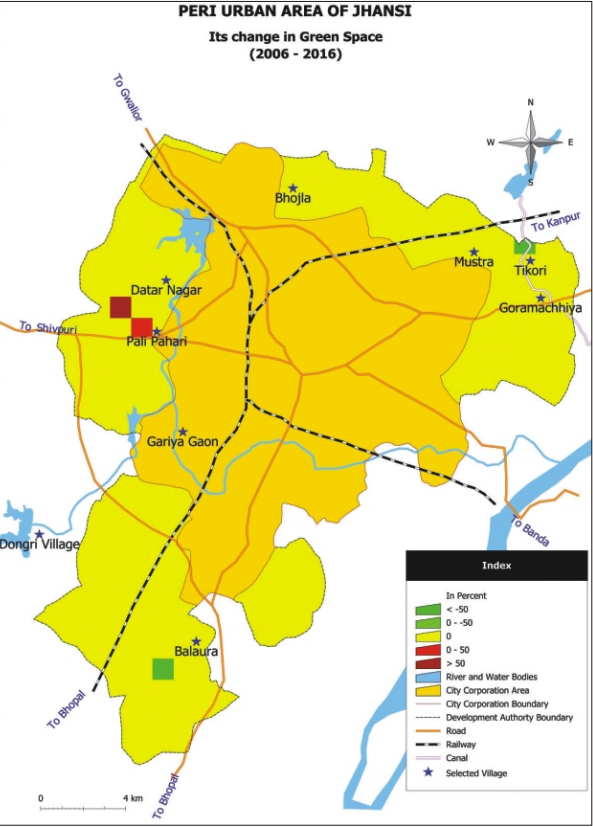 PERI URBAN AREA OF JHANSI
Its change in Green Space
(2006 - 2016)
To Gwalior
N
W
E
S
Bhojla
To Kanpur
Mustra
Tikori
Datar Nagar
Goramachhiya
To Shivpuri
Pali Pahari
Gariya Gaon
To Banda
Dongri Village
Balaura
To Bhopal
To Bhopal
Index
In Percent
< -50
0 - -50
0
0 - 50
> 50
River and Water Bodies
City Corporation Area
City Corporation Boundary
Development Authorty Boundary
Road
Railway
Canal
Selected Village
0
4 km